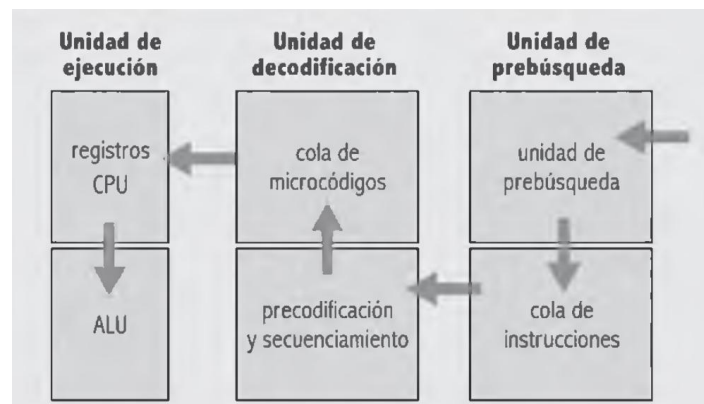 Unidad de
ejecución
Unidad de
decodificación
Unidad de
prebúsqueda
registros
CPU
cola de
microcódigos
unidad de
prebúsqueda
ALU
precodificación
y secuenciamiento
cola de
instrucciones